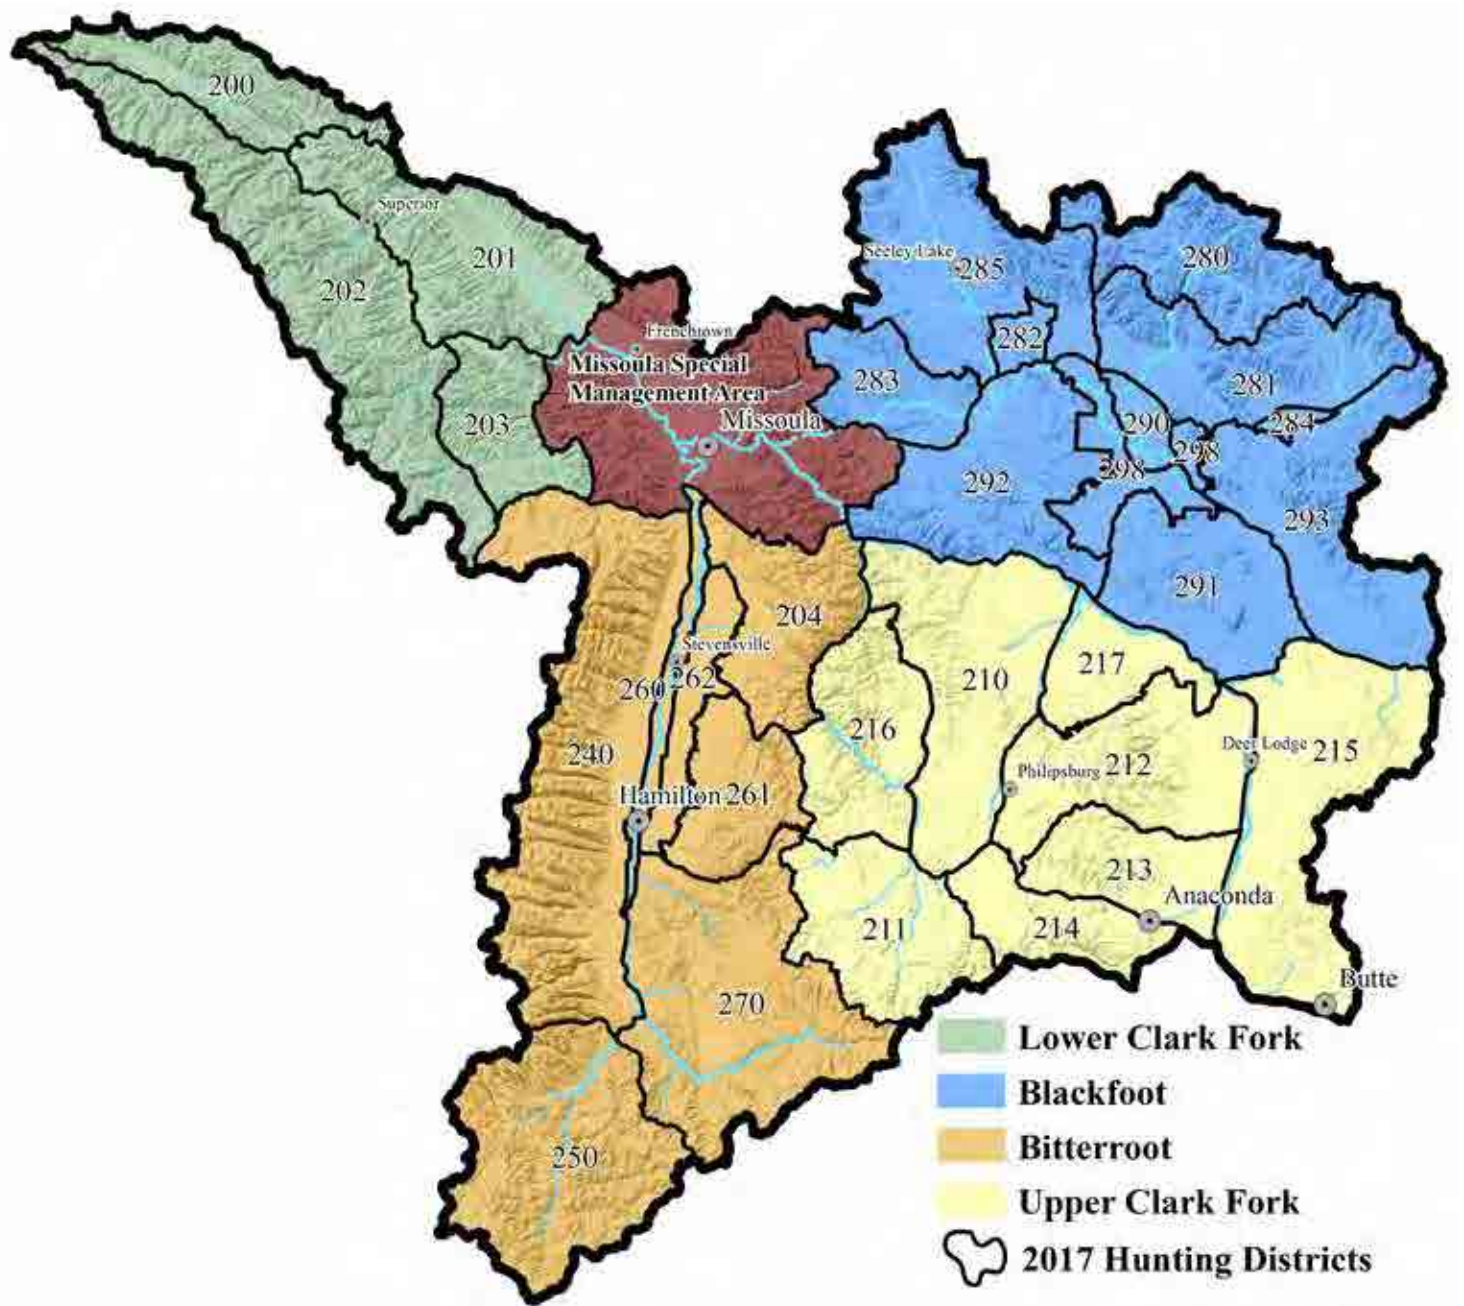 200
Superior
201
202
203
Frenchtown
Missoula Special
Management Area
Missoula
Seeley Lake
285
280
282
283
281
290
284
298
298
292
293
291
204
Stevensville
260
262
240
Hamilton
261
216
210
217
Philipsburg
212
Deer Lodge
215
213
Anaconda
211
214
Butte
270
250
Lower Clark Fork
Blackfoot
Bitterroot
Upper Clark Fork
2017 Hunting Districts